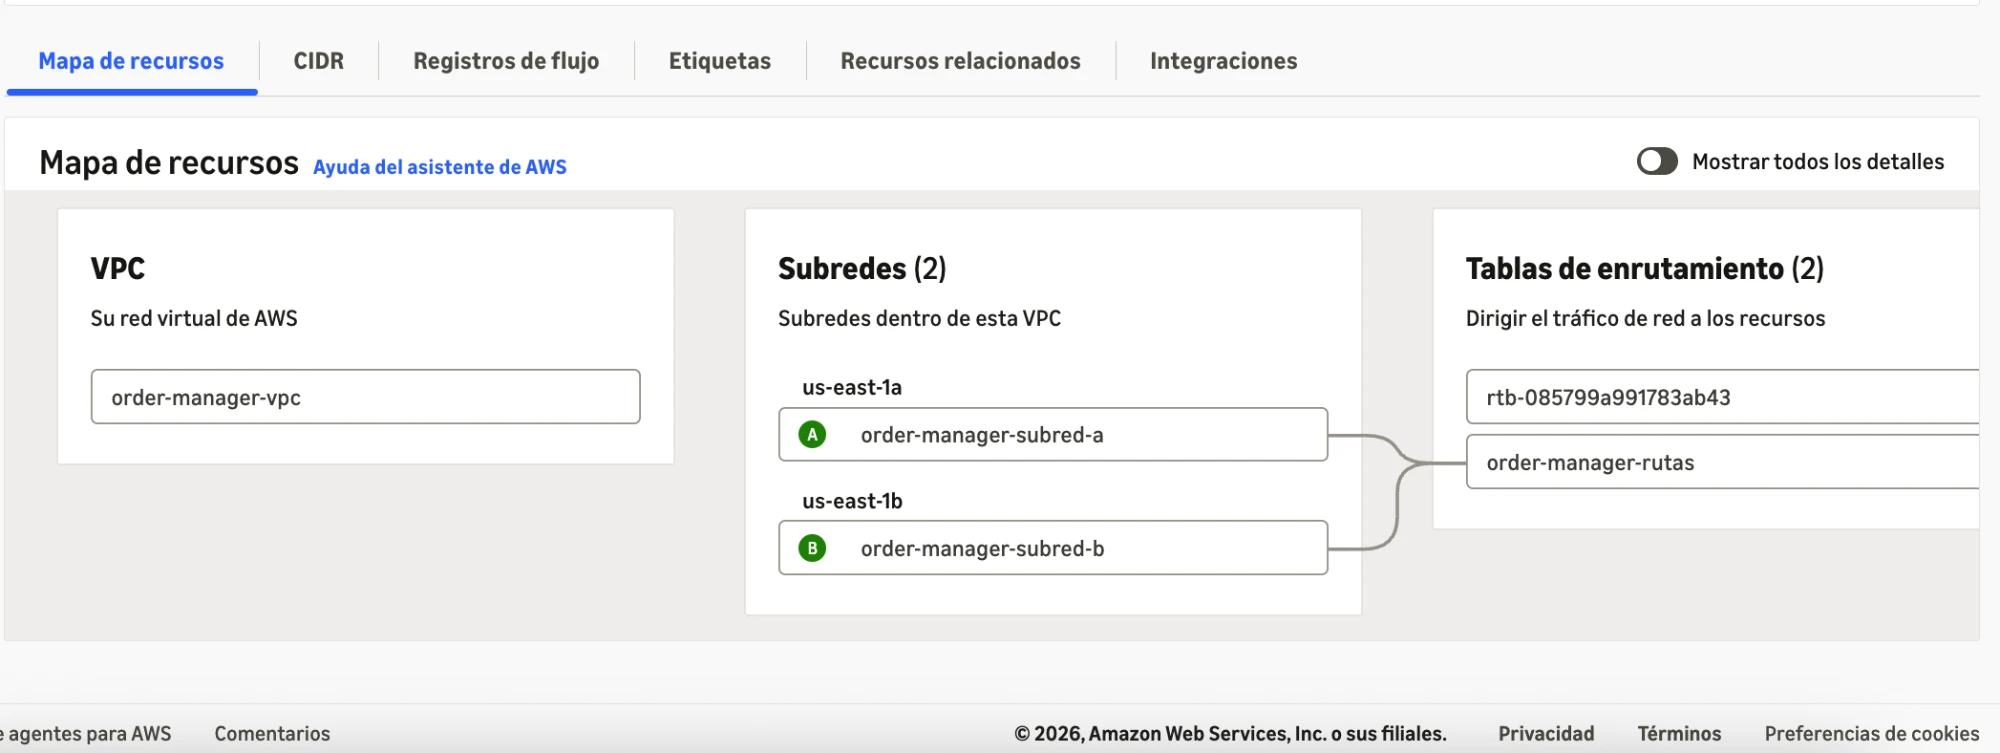 Mapa de recursos
CIDR
Registros de flujo
Etiquetas
Recursos relacionados
Integraciones
Mapa de recursos Ayuda del asistente de AWS
Mostrar todos los detalles
VPC
Su red virtual de AWS
order-manager-vpc
Subredes (2)
Subredes dentro de esta VPC
us-east-1a
A order-manager-subred-a
us-east-1b
B order-manager-subred-b
Tablas de enrutamiento (2)
Dirigir el tráfico de red a los recursos
rtb-085799a991783ab43
order-manager-rutas
e agentes para AWS
Comentarios
© 2026, Amazon Web Services, Inc. o sus filiales.
Privacidad
Términos
Preferencias de cookies